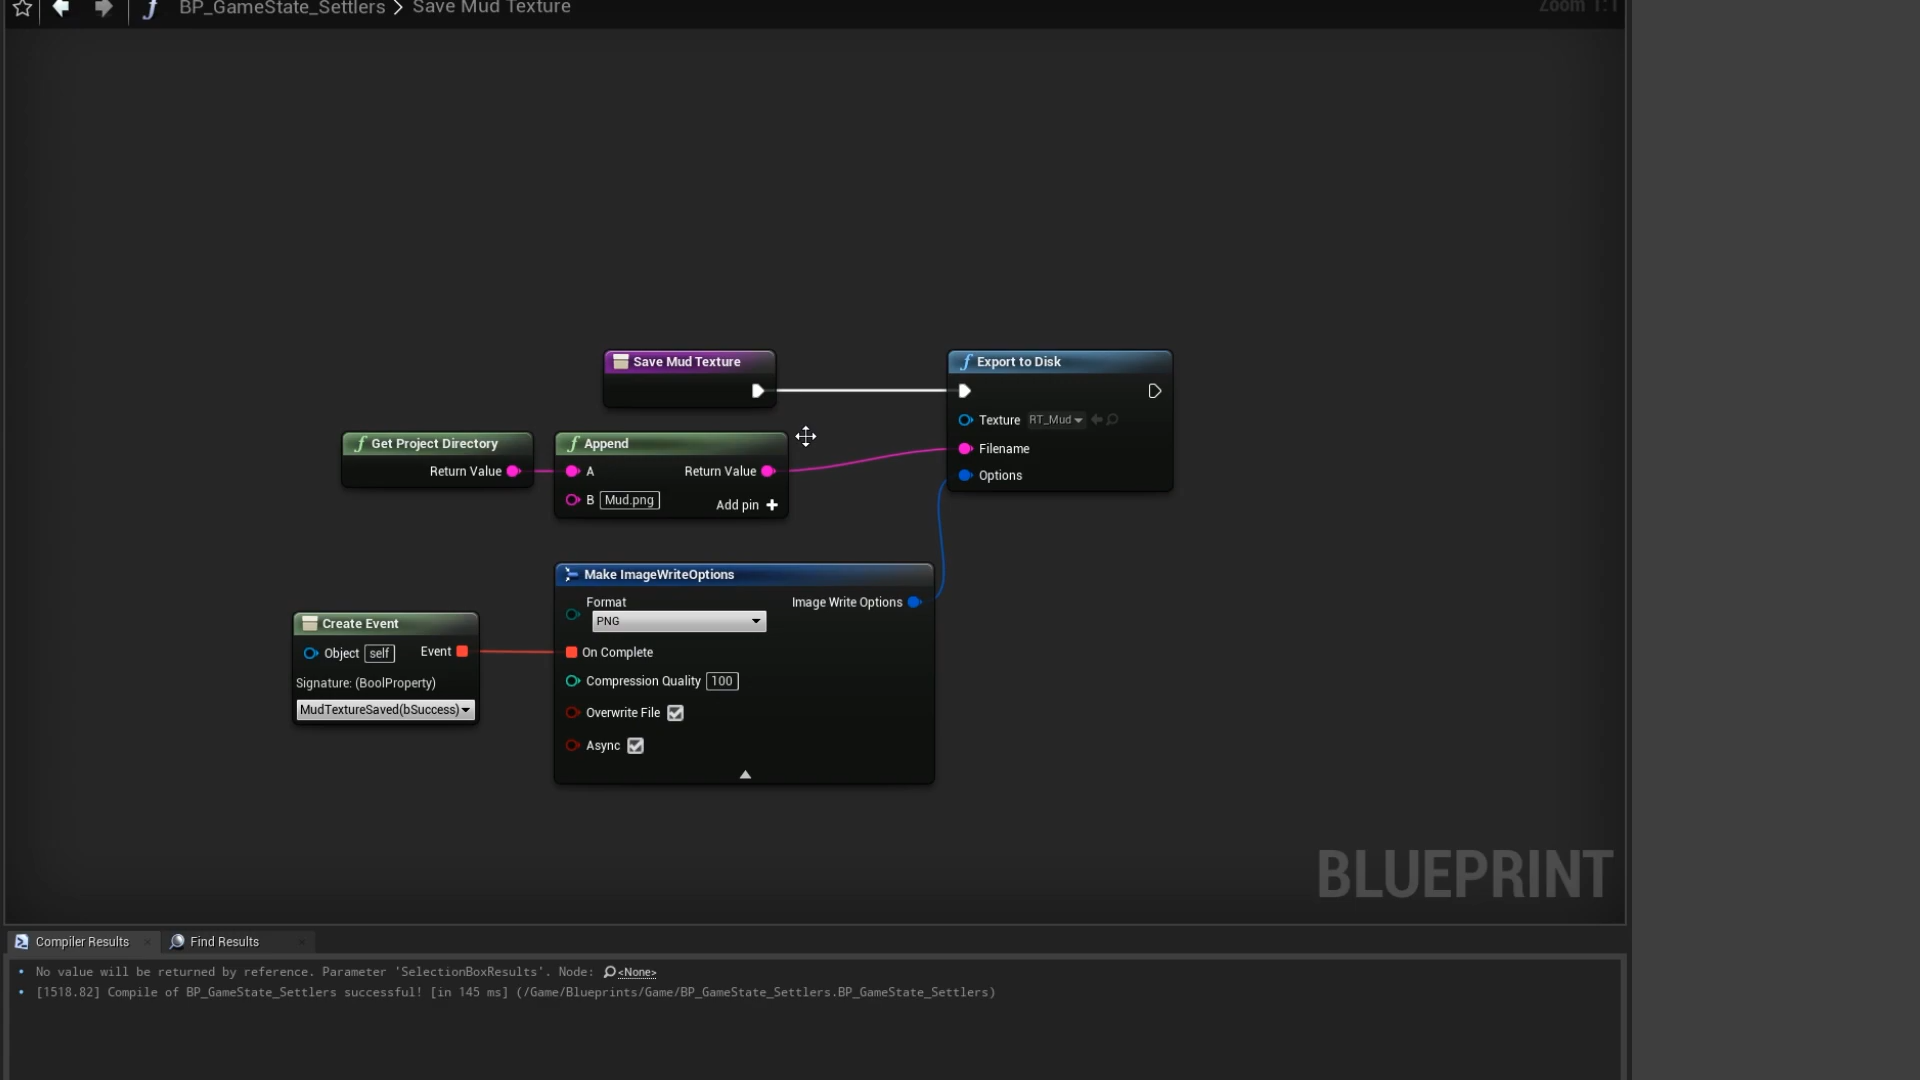 BP_GameState_Settlers > Save Mud Texture
Zoom 1:1
Save Mud Texture
Export to Disk
Texture RT_Mud
Filename
Options
Get Project Directory
Return Value
Append
A Return Value
B Mud.png Add pin
Make ImageWriteOptions
Format Image Write Options
PNG
On Complete
Compression Quality 100
Overwrite File
Async
Create Event
Object self Event
Signature: (BoolProperty)
MudTextureSaved(bSuccess)
BLUEPRINT
Compiler Results Find Results
• No value will be returned by reference. Parameter 'SelectionBoxResults'. Node: <None>
• [1518.82] Compile of BP_GameState_Settlers successful! [in 145 ms] (/Game/Blueprints/Game/BP_GameState_Settlers.BP_GameState_Settlers)